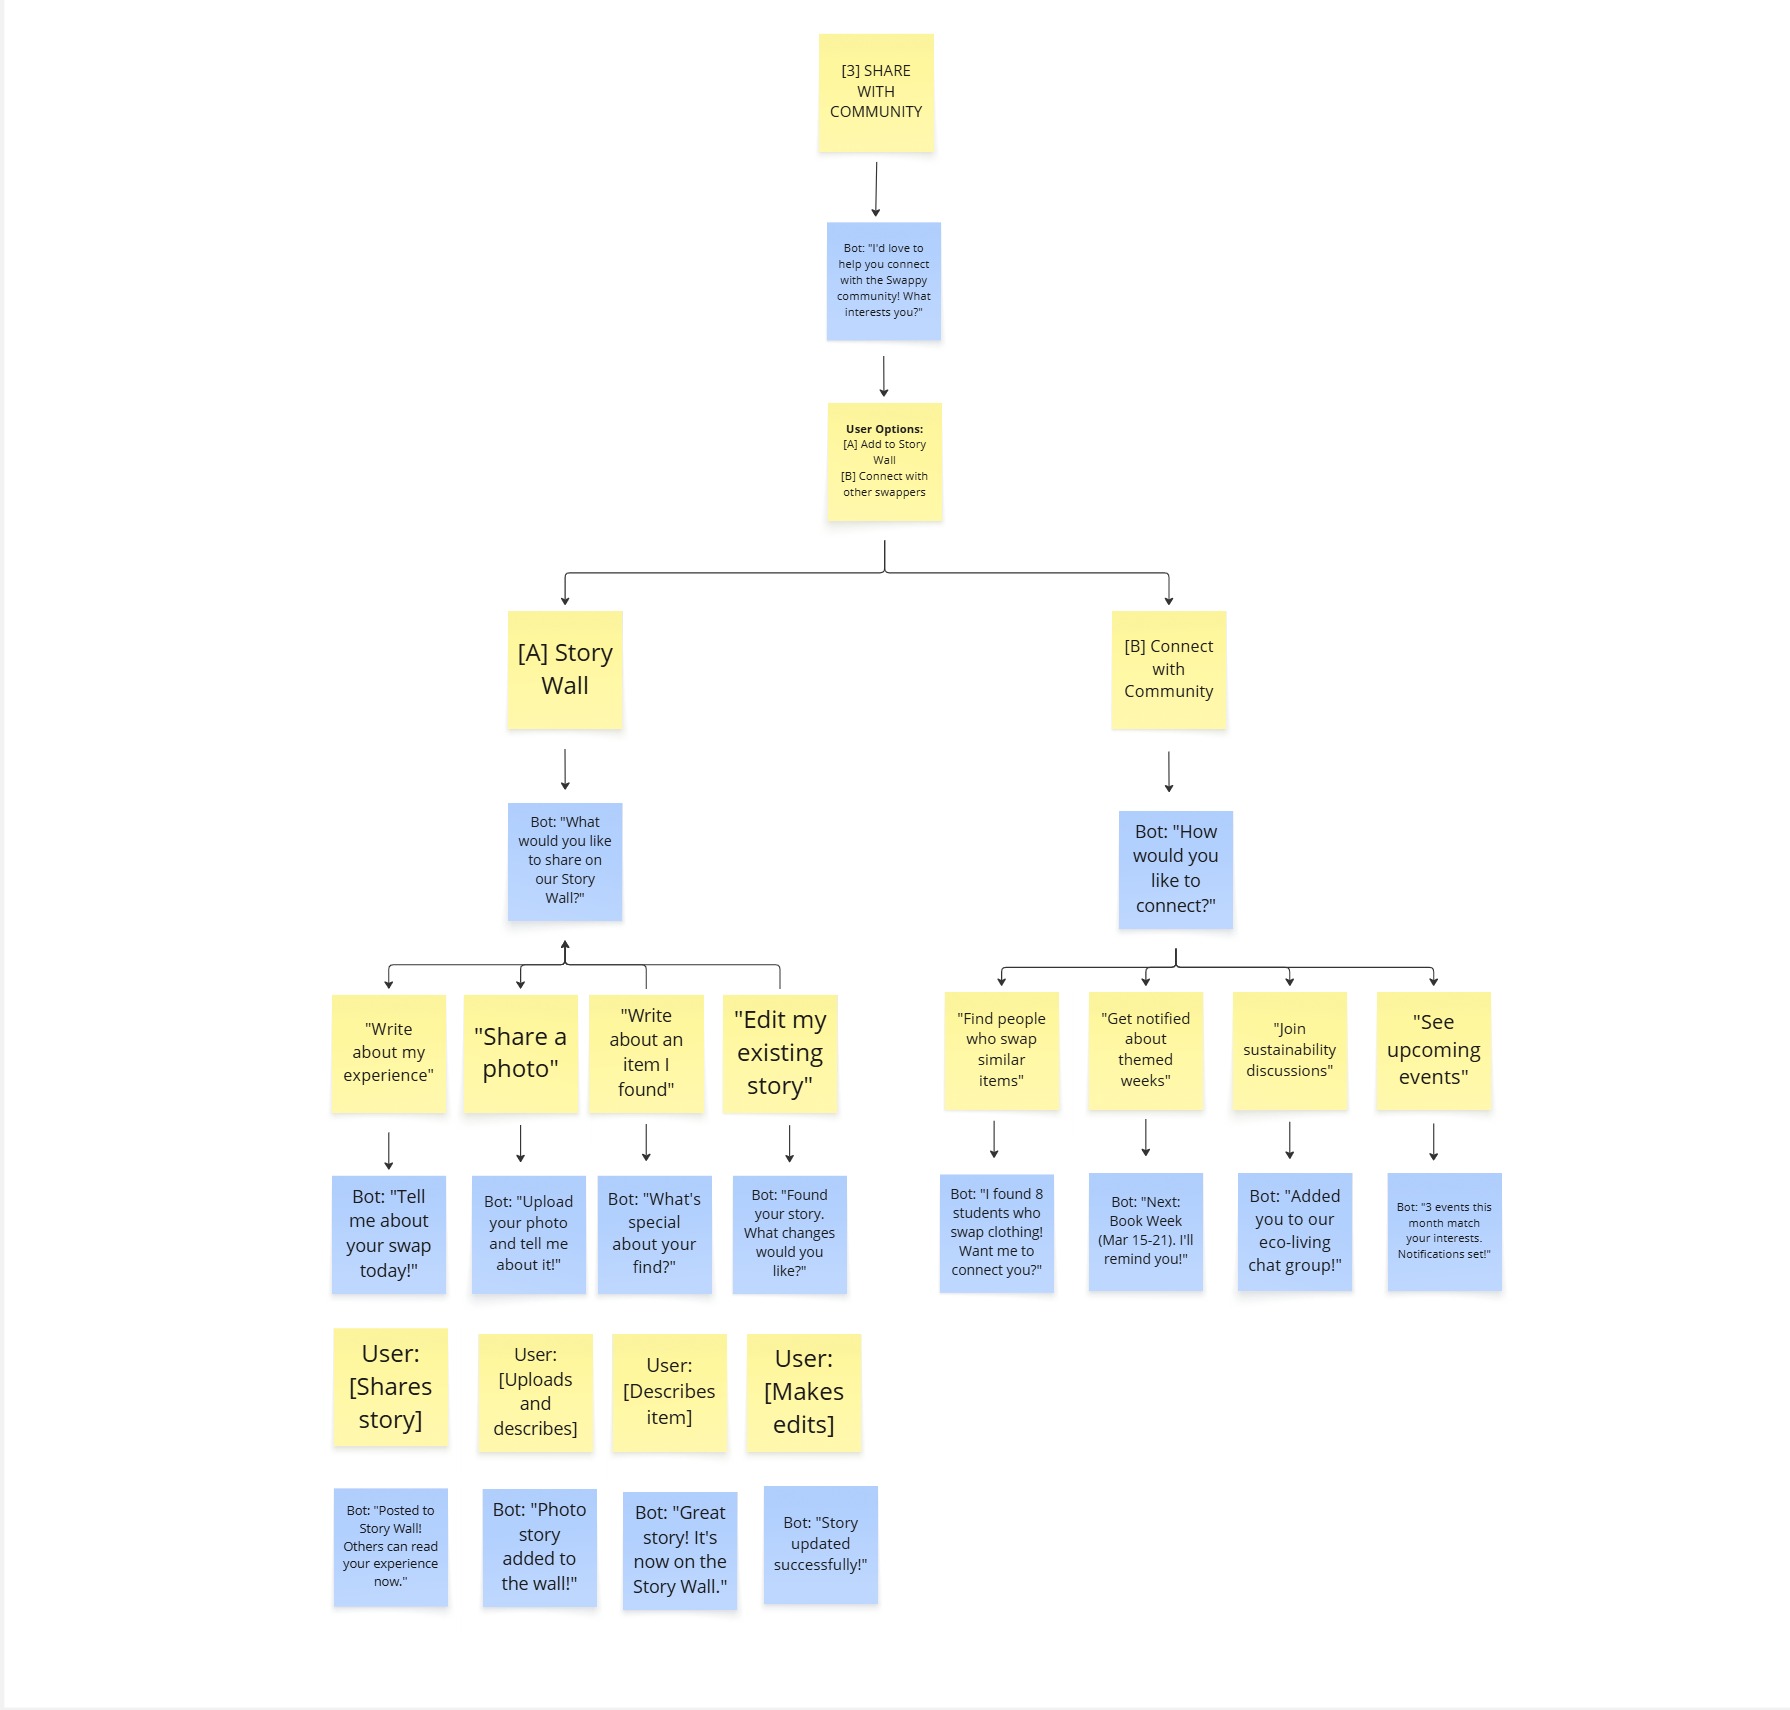 [3] SHARE
WITH
COMMUNITY
Bot: "I'd love to
help you connect
with the Swappy
community! What
interests you?"
User Options:
[A] Add to Story
Wall
[B] Connect with
other swappers
[A] Story
Wall
[B] Connect
with
Community
Bot: "What
would you like
to share on
our Story
Wall?"
Bot: "How
would you
like to
connect?"
"Write
about my
experience"
"Share a
photo"
"Write
about an
item I
found"
"Edit my
existing
story"
"Find people
who swap
similar
items"
"Get notified
about
themed
weeks"
"Join
sustainability
discussions"
"See
upcoming
events"
Bot: "Tell
me about
your swap
today!"
Bot: "Upload
your photo
and tell me
about it!"
Bot: "What's
special
about your
find?"
Bot: "Found
your story.
What changes
would you
like?"
Bot: "I found 8
students who
swap clothing!
Want me to
connect you?"
Bot: "Next:
Book Week
(Mar 15-21). I'll
remind you!"
Bot: "Added
you to our
eco-living
chat group!"
Bot: "3 events this
month match
your interests.
Notifications set!"
User:
[Shares
story]
User:
[Uploads
and
describes]
User:
[Describes
item]
User:
[Makes
edits]
Bot: "Posted to
Story Wall!
Others can read
your experience
now."
Bot: "Photo
story
added to
the wall!"
Bot: "Great
story! It's
now on the
Story Wall."
Bot: "Story
updated
successfully!"